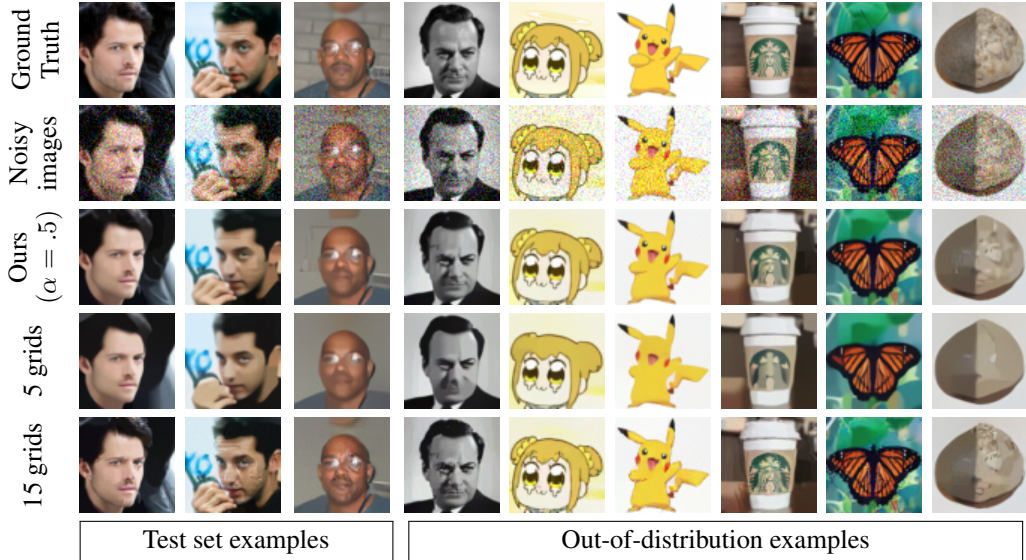 Ground
Truth
Noisy
images
Ours
(α = .5)
5 grids
15 grids
Test set examples
Out-of-distribution examples